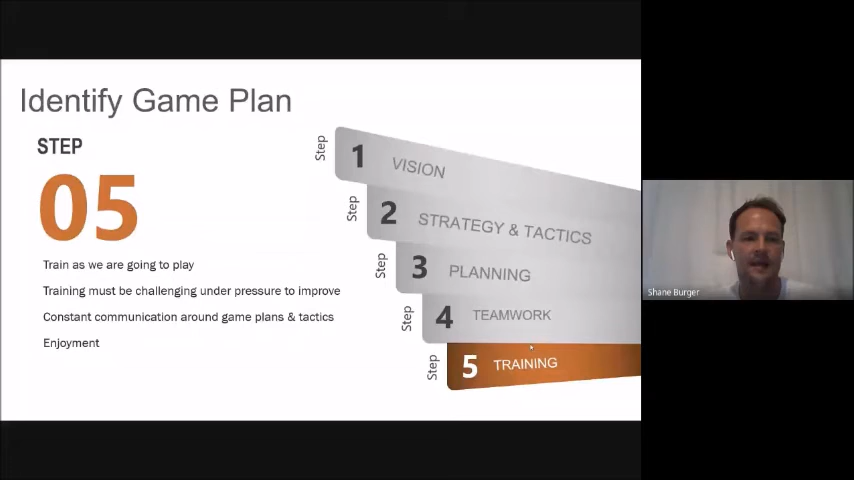 Identify Game Plan
STEP
05
Train as we are going to play
Training must be challenging under pressure to improve
Constant communication around game plans & tactics
Enjoyment
Step 1 VISION
Step 2 STRATEGY & TACTICS
Step 3 PLANNING
Step 4 TEAMWORK
Step 5 TRAINING
Shane Burger